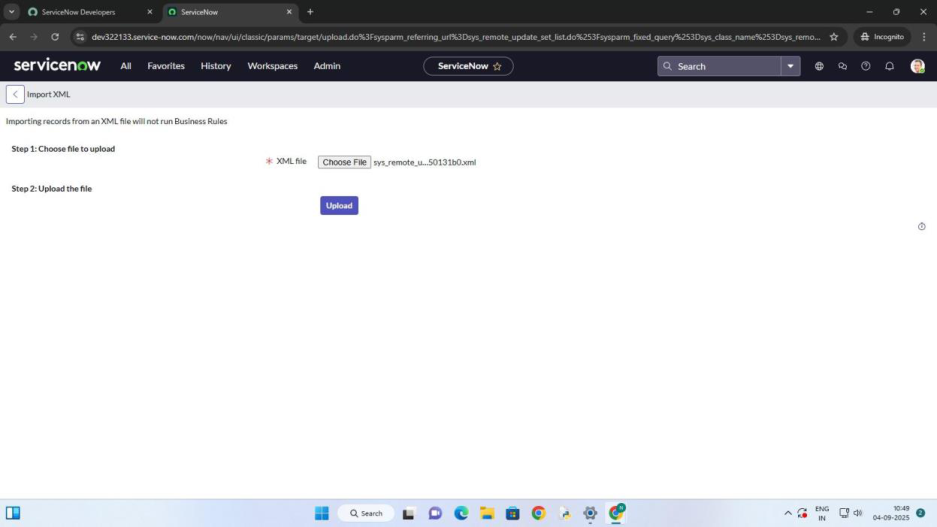 ServiceNow Developers
ServiceNow
dev322133.service-now.com/now/nav/ui/classic/params/target/upload.do%3Fsysparm_referring_url%3Dsys_remote_update_set_list.do%253Fsysparm_fixed_query%253Dsys_class_name%253Dsys_remo...
Incognito
servicenow
All Favorites History Workspaces Admin
ServiceNow
Search
Import XML
Importing records from an XML file will not run Business Rules
Step 1: Choose file to upload
* XML file Choose File sys_remote_u...50131b0.xml
Step 2: Upload the file
Upload
Search
ENG
IN
10:49
04-09-2025
2